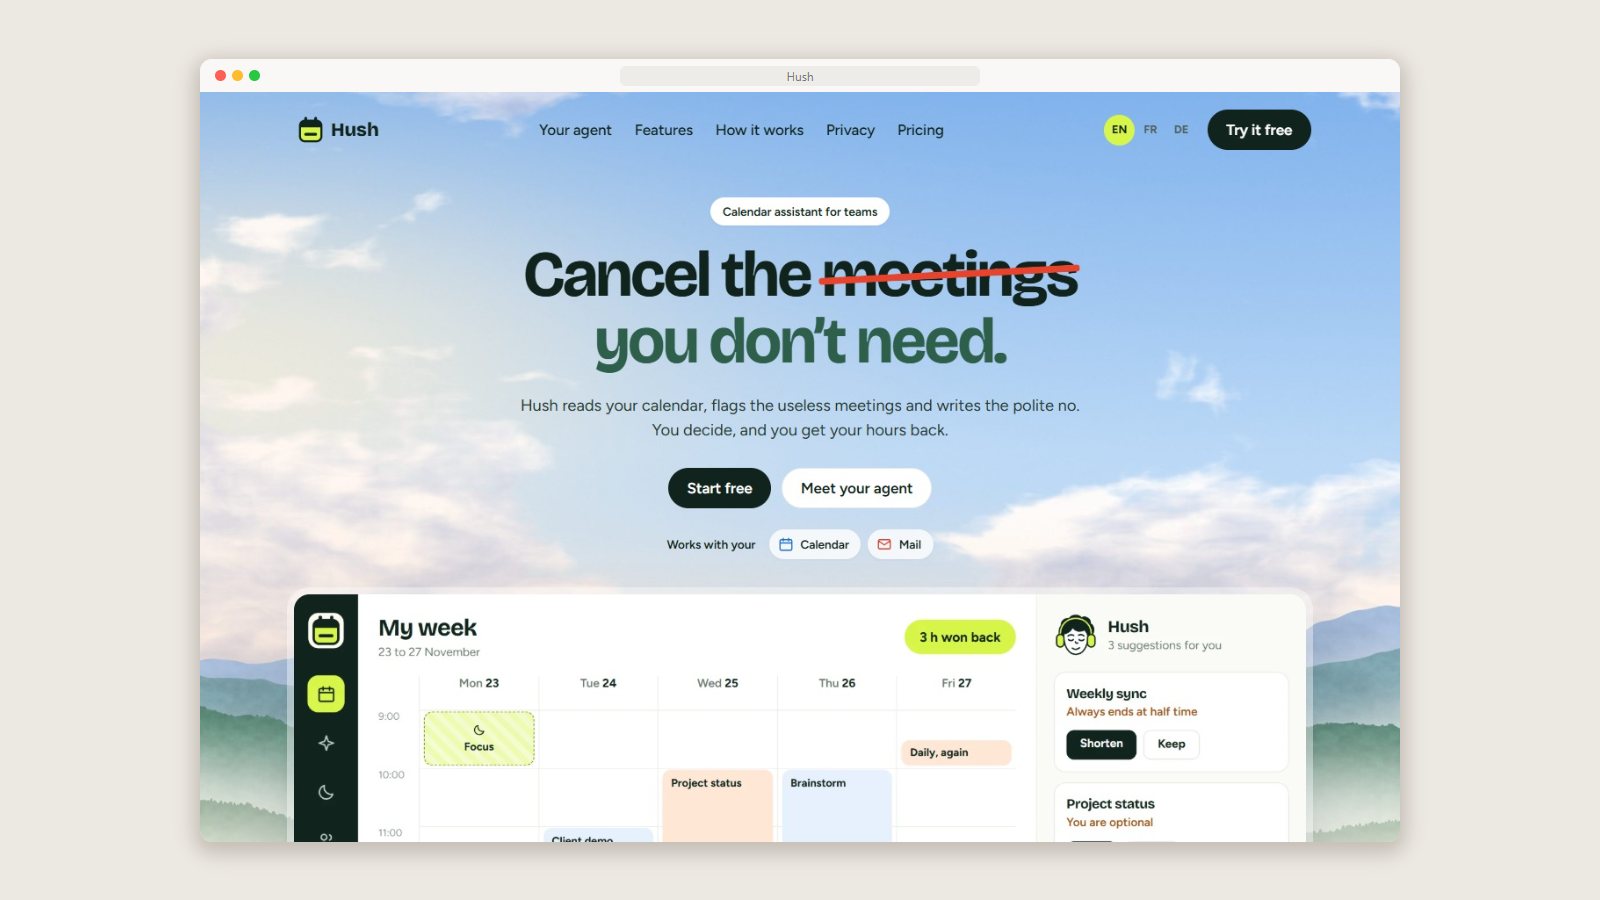 Hush
Hush
Your agent
Features
How it works
Privacy
Pricing
EN
FR
DE
Try it free
Calendar assistant for teams
Cancel the meetings
you don't need.
Hush reads your calendar, flags the useless meetings and writes the polite no.
You decide, and you get your hours back.
Start free
Meet your agent
Works with your
Calendar
Mail
My week
23 to 27 November
3 h won back
Mon 23
Tue 24
Wed 25
Thu 26
Fri 27
9:00
Focus
Daily, again
10:00
Project status
Brainstorm
11:00
Client demo
Hush
3 suggestions for you
Weekly sync
Always ends at half time
Shorten
Keep
Project status
You are optional